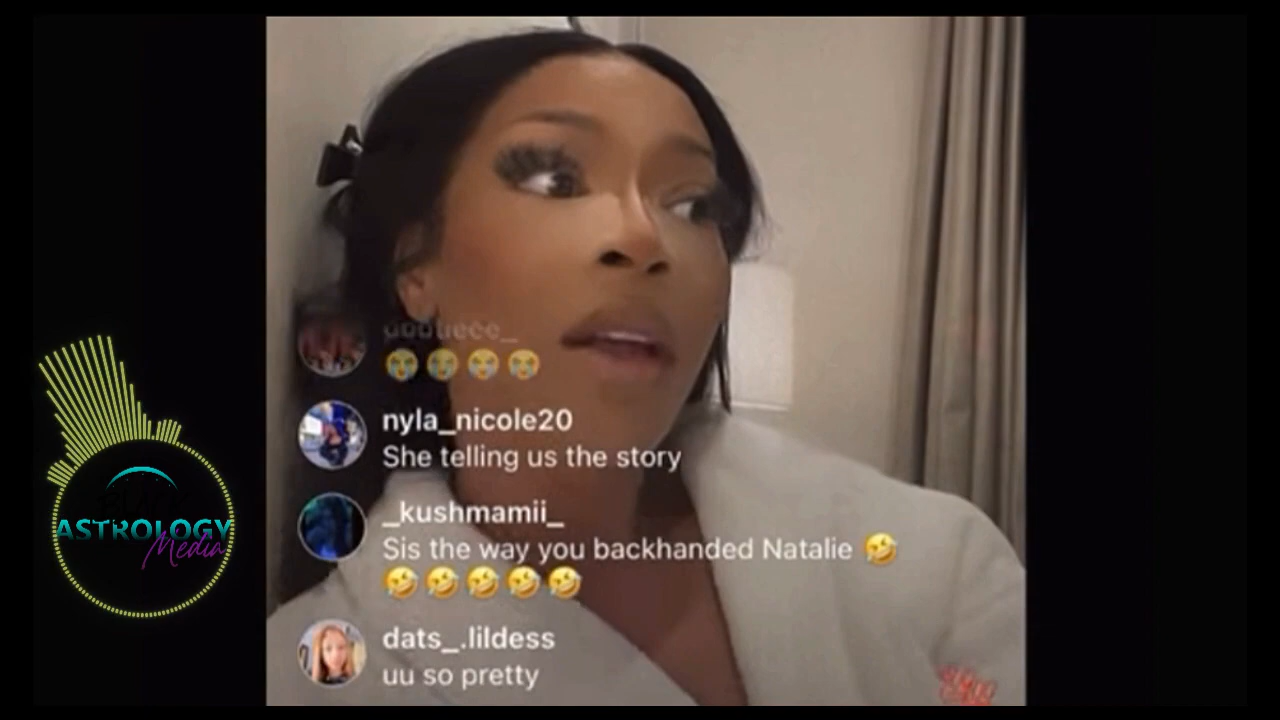 😭😭😭😭
nyla_nicole20
She telling us the story
_kushmamii_
Sis the way you backhanded Natalie 🤣
🤣🤣🤣🤣🤣
dats_.lildess
uu so pretty
BLACK
ASTROLOGY
Media